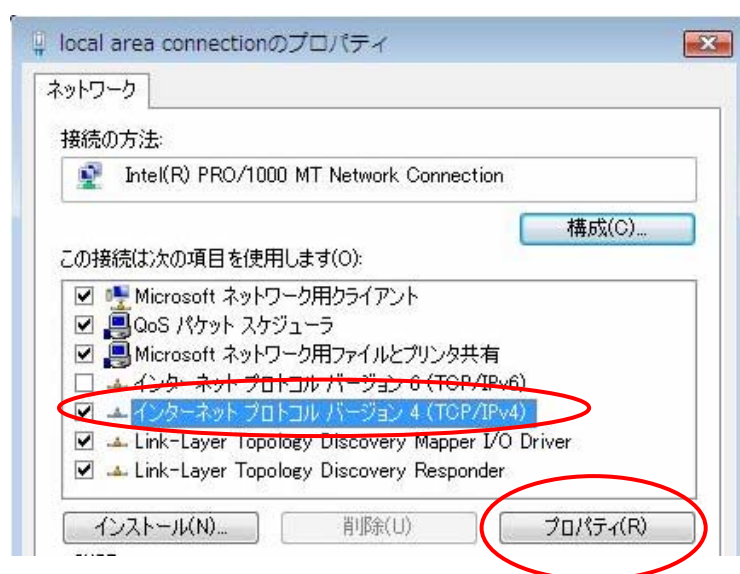 local area connectionのプロパティ
ネットワーク
接続の方法:
Intel(R) PRO/1000 MT Network Connection
構成(C)...
この接続は次の項目を使用します(O):
Microsoft ネットワーク用クライアント
QoS パケット スケジューラ
Microsoft ネットワーク用ファイルとプリンタ共有
インターネット プロトコル バージョン 6 (TCP/IPv6)
インターネット プロトコル バージョン 4 (TCP/IPv4)
Link-Layer Topology Discovery Mapper I/O Driver
Link-Layer Topology Discovery Responder
インストール(N)... 削除(U) プロパティ(R)